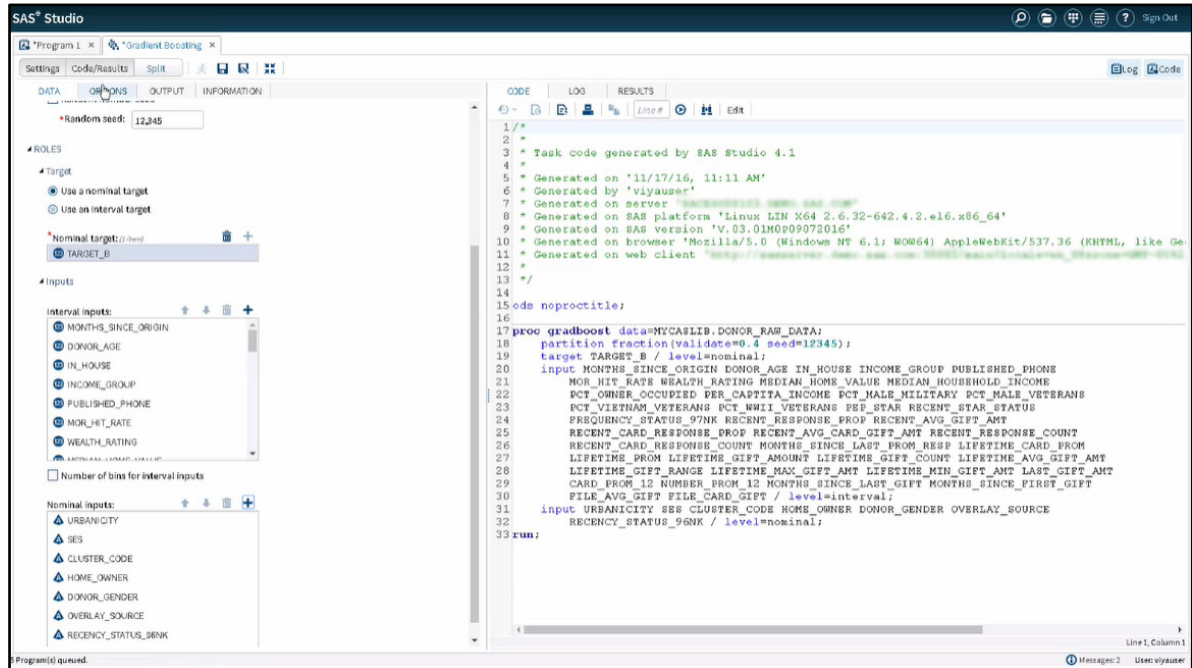 SAS® Studio
Sign Out
*Program 1 ×
*Gradient Boosting ×
Settings Code/Results Split
Log Code
DATA OPTIONS OUTPUT INFORMATION
*Random seed: 12,345
ROLES
Target
Use a nominal target
Use an interval target
*Nominal target: (1 item)
TARGET_B
Inputs
Interval inputs:
MONTHS_SINCE_ORIGIN
DONOR_AGE
IN_HOUSE
INCOME_GROUP
PUBLISHED_PHONE
MOR_HIT_RATE
WEALTH_RATING
MEDIAN_HOME_VALUE
Number of bins for interval inputs
Nominal inputs:
URBANICITY
SES
CLUSTER_CODE
HOME_OWNER
DONOR_GENDER
OVERLAY_SOURCE
RECENCY_STATUS_96NK
CODE LOG RESULTS
Line # Edit
1 /*
2 *
3 * Task code generated by SAS Studio 4.1
4 *
5 * Generated on '11/17/16, 11:11 AM'
6 * Generated by 'viyauser'
7 * Generated on server
8 * Generated on SAS platform 'Linux LIN X64 2.6.32-642.4.2.el6.x86_64'
9 * Generated on SAS version 'V.03.01M0P09072016'
10 * Generated on browser 'Mozilla/5.0 (Windows NT 6.1; WOW64) AppleWebKit/537.36 (KHTML, like Ge
11 * Generated on web client
12 *
13 */
14
15 ods noproctitle;
16
17 proc gradboost data=MYCASLIB.DONOR_RAW_DATA;
18 partition fraction(validate=0.4 seed=12345);
19 target TARGET_B / level=nominal;
20 input MONTHS_SINCE_ORIGIN DONOR_AGE IN_HOUSE INCOME_GROUP PUBLISHED_PHONE
21 MOR_HIT_RATE WEALTH_RATING MEDIAN_HOME_VALUE MEDIAN_HOUSEHOLD_INCOME
22 PCT_OWNER_OCCUPIED PER_CAPTITA_INCOME PCT_MALE_MILITARY PCT_MALE_VETERANS
23 PCT_VIETNAM_VETERANS PCT_WWII_VETERANS PEP_STAR RECENT_STAR_STATUS
24 FREQUENCY_STATUS_97NK RECENT_RESPONSE_PROP RECENT_AVG_GIFT_AMT
25 RECENT_CARD_RESPONSE_PROP RECENT_AVG_CARD_GIFT_AMT RECENT_RESPONSE_COUNT
26 RECENT_CARD_RESPONSE_COUNT MONTHS_SINCE_LAST_PROM_RESP LIFETIME_CARD_PROM
27 LIFETIME_PROM LIFETIME_GIFT_AMOUNT LIFETIME_GIFT_COUNT LIFETIME_AVG_GIFT_AMT
28 LIFETIME_GIFT_RANGE LIFETIME_MAX_GIFT_AMT LIFETIME_MIN_GIFT_AMT LAST_GIFT_AMT
29 CARD_PROM_12 NUMBER_PROM_12 MONTHS_SINCE_LAST_GIFT MONTHS_SINCE_FIRST_GIFT
30 FILE_AVG_GIFT FILE_CARD_GIFT / level=interval;
31 input URBANICITY SES CLUSTER_CODE HOME_OWNER DONOR_GENDER OVERLAY_SOURCE
32 RECENCY_STATUS_96NK / level=nominal;
33 run;
Line 1, Column 1
Program(s) queued.
Messages: 2 User: viyauser